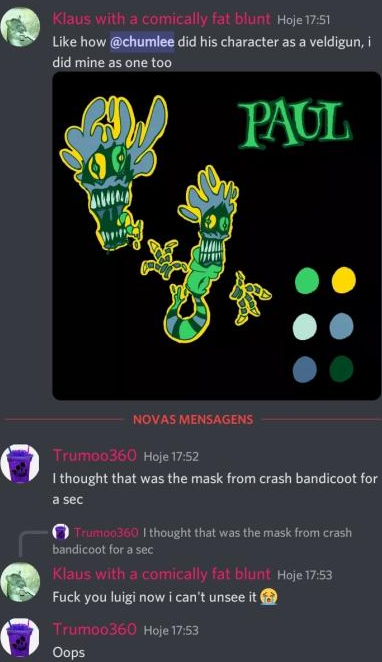 Klaus with a comically fat blunt Hoje 17:51
Like how @chumlee did his character as a veldigun, i
did mine as one too
PAUL
NOVAS MENSAGENS
Trumoo360 Hoje 17:52
I thought that was the mask from crash bandicoot for
a sec
Trumoo360 I thought that was the mask from crash
bandicoot for a sec
Klaus with a comically fat blunt Hoje 17:53
Fuck you luigi now i can't unsee it 😭
Trumoo360 Hoje 17:53
Oops